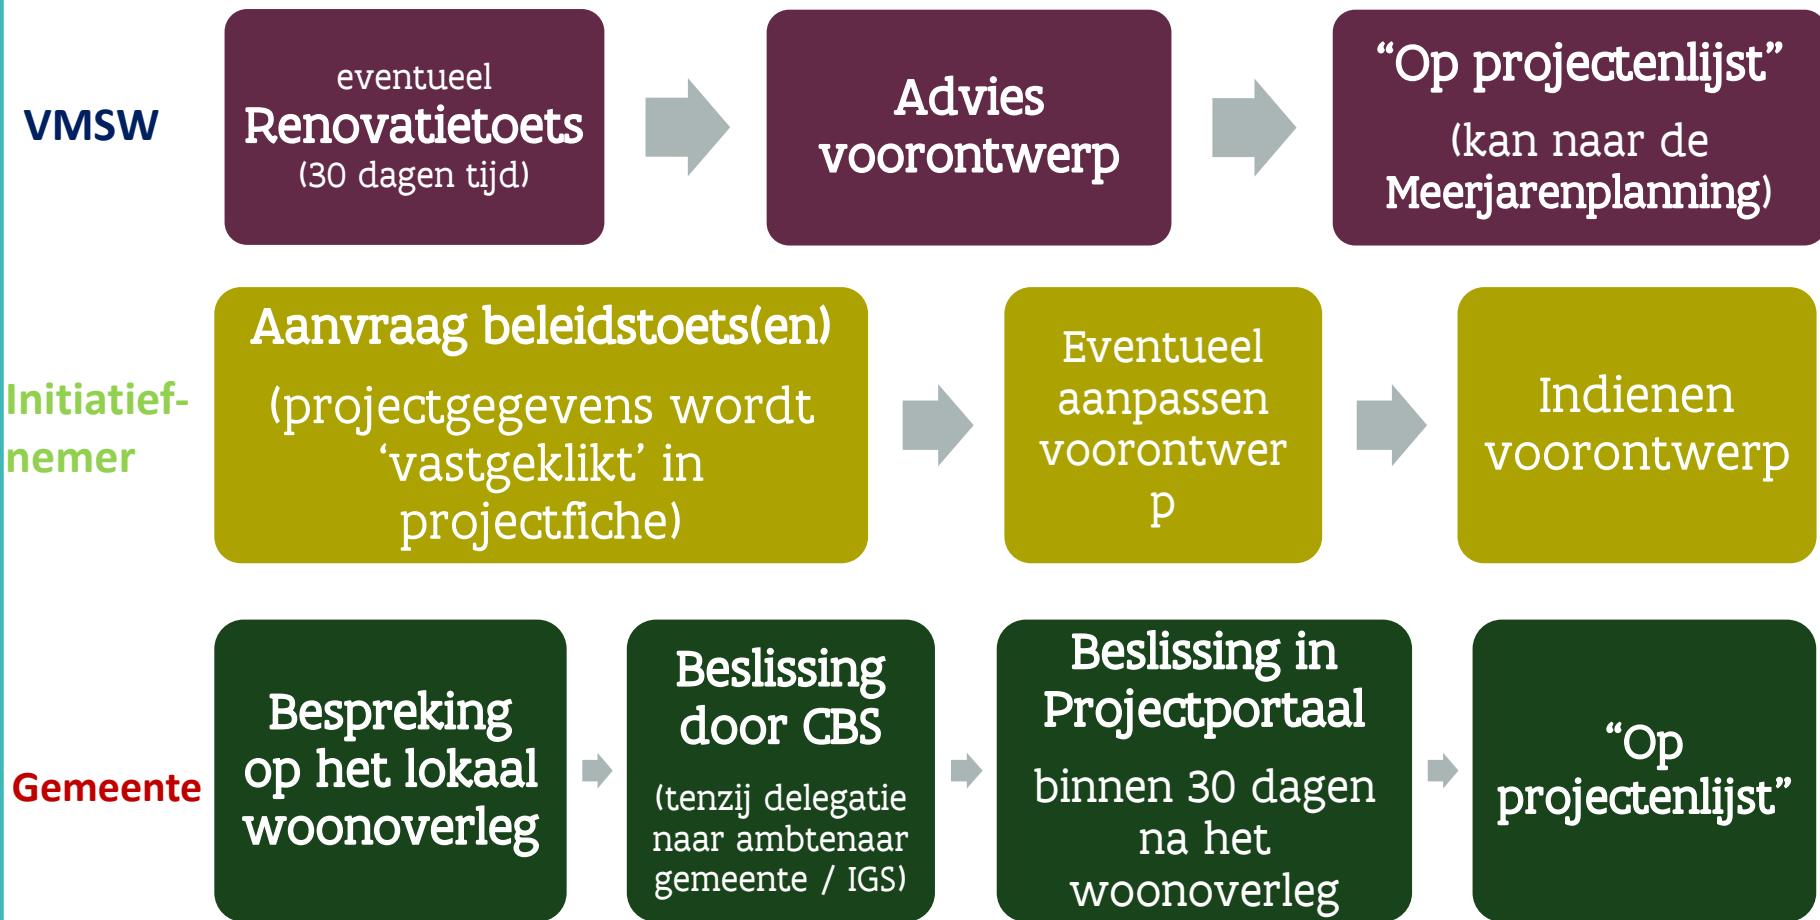 VMSW
eventueel
Renovatietoets
(30 dagen tijd)
Advies
voorontwerp
“Op projectenlijst”
(kan naar de
Meerjarenplanning)
Initiatief-
nemer
Aanvraag beleidstoets(en)
(projectgegevens wordt
‘vastgeklikt’ in
projectfiche)
Eventueel
aanpassen
voorontwer
p
Indienen
voorontwerp
Gemeente
Bespreking
op het lokaal
woonoverleg
Beslissing
door CBS
(tenzij delegatie
naar ambtenaar
gemeente / IGS)
Beslissing in
Projectportaal
binnen 30 dagen
na het
woonoverleg
“Op
projectenlijst”